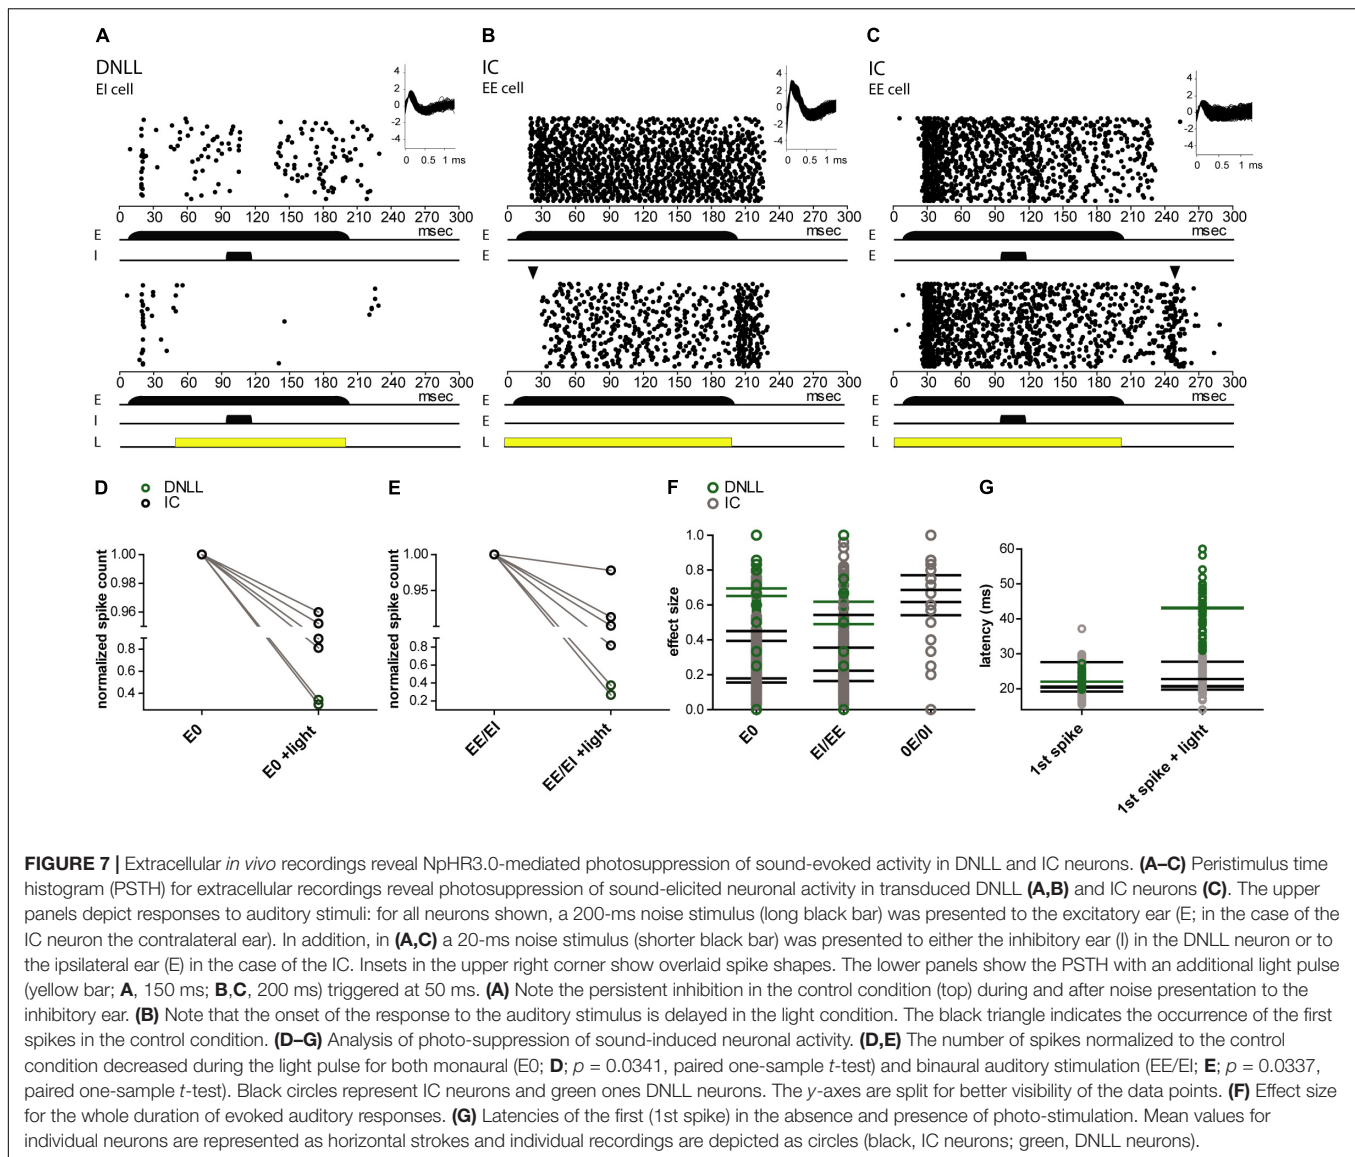 A
DNLL
EI cell
4
2
0
-2
-4
0 0.5 1 ms
0 30 60 90 120 150 180 210 240 270 300
msec
E
I
0 30 60 90 120 150 180 210 240 270 300
msec
E
I
L
B
IC
EE cell
4
2
0
-2
-4
0 0.5 1 ms
0 30 60 90 120 150 180 210 240 270 300
msec
E
E
0 30 60 90 120 150 180 210 240 270 300
msec
E
E
L
C
IC
EE cell
4
2
0
-2
-4
0 0.5 1 ms
0 30 60 90 120 150 180 210 240 270 300
msec
E
E
0 30 60 90 120 150 180 210 240 270 300
msec
E
E
L
D
DNLL
IC
normalized spike count
1.00
0.98
0.96
0.8
0.6
0.4
E0
E0 +light
E
normalized spike count
1.00
0.95
0.8
0.6
0.4
0.2
EE/EI
EE/EI +light
F
DNLL
IC
effect size
1.0
0.8
0.6
0.4
0.2
0.0
E0
EI/EE
0E/0I
G
latency (ms)
60
50
40
30
20
1st spike
1st spike + light
FIGURE 7 | Extracellular in vivo recordings reveal NpHR3.0-mediated photosuppression of sound-evoked activity in DNLL and IC neurons. (A–C) Peristimulus time
histogram (PSTH) for extracellular recordings reveal photosuppression of sound-elicited neuronal activity in transduced DNLL (A,B) and IC neurons (C). The upper
panels depict responses to auditory stimuli: for all neurons shown, a 200-ms noise stimulus (long black bar) was presented to the excitatory ear (E; in the case of the
IC neuron the contralateral ear). In addition, in (A,C) a 20-ms noise stimulus (shorter black bar) was presented to either the inhibitory ear (I) in the DNLL neuron or to
the ipsilateral ear (E) in the case of the IC. Insets in the upper right corner show overlaid spike shapes. The lower panels show the PSTH with an additional light pulse
(yellow bar; A, 150 ms; B,C, 200 ms) triggered at 50 ms. (A) Note the persistent inhibition in the control condition (top) during and after noise presentation to the
inhibitory ear. (B) Note that the onset of the response to the auditory stimulus is delayed in the light condition. The black triangle indicates the occurrence of the first
spikes in the control condition. (D–G) Analysis of photo-suppression of sound-induced neuronal activity. (D,E) The number of spikes normalized to the control
condition decreased during the light pulse for both monaural (E0; D; p = 0.0341, paired one-sample t-test) and binaural auditory stimulation (EE/EI; E; p = 0.0337,
paired one-sample t-test). Black circles represent IC neurons and green ones DNLL neurons. The y-axes are split for better visibility of the data points. (F) Effect size
for the whole duration of evoked auditory responses. (G) Latencies of the first (1st spike) in the absence and presence of photo-stimulation. Mean values for
individual neurons are represented as horizontal strokes and individual recordings are depicted as circles (black, IC neurons; green, DNLL neurons).